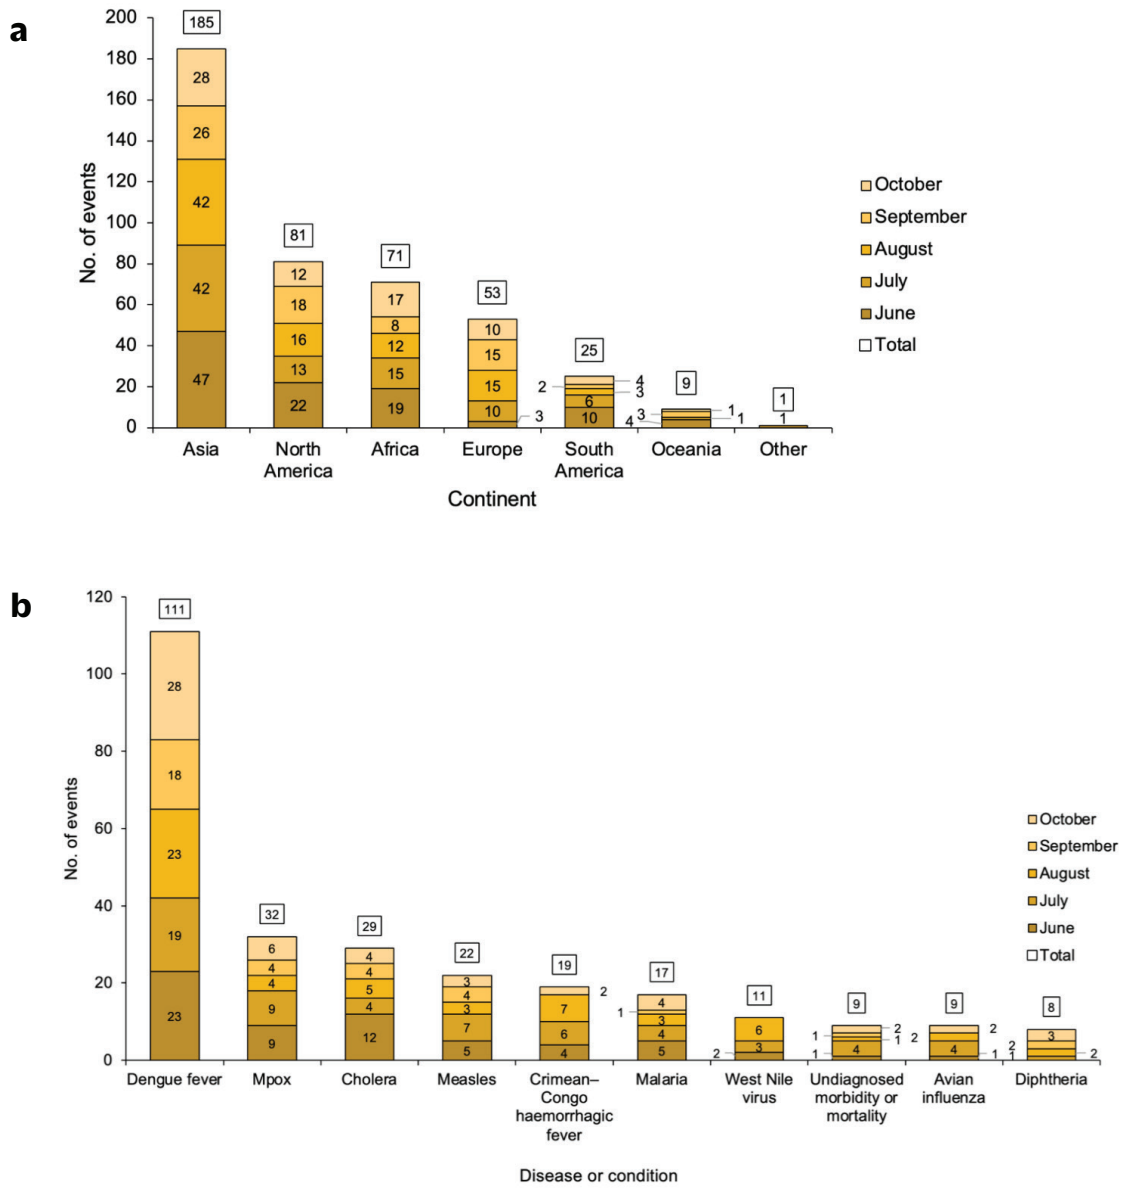 a
200
180
160
140
120
100
80
60
40
20
0
No. of events
185
28
26
42
42
47
81
12
18
16
13
22
71
17
8
12
15
19
53
10
15
15
10
3
25
4
2
3
6
10
9
1
3
1
4
1
1
Asia
North
America
Africa
Europe
South
America
Oceania
Other
Continent
October
September
August
July
June
Total
b
120
100
80
60
40
20
0
No. of events
111
28
18
23
19
23
32
6
4
4
9
9
29
4
4
5
4
12
22
3
4
3
7
5
19
2
7
6
4
17
4
1
3
4
5
11
6
3
2
9
2
1
1
4
1
9
2
2
4
1
8
3
2
2
1
Dengue fever
Mpox
Cholera
Measles
Crimean–
Congo
haemorrhagic
fever
Malaria
West Nile
virus
Undiagnosed
morbidity or
mortality
Avian
influenza
Diphtheria
Disease or condition
October
September
August
July
June
Total